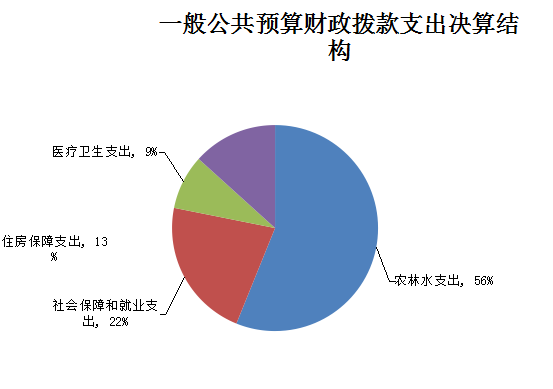 一般公共预算财政拨款支出决算结
构
医疗卫生支出, 9%
住房保障支出, 13
%
社会保障和就业支
出, 22%
农林水支出, 56%